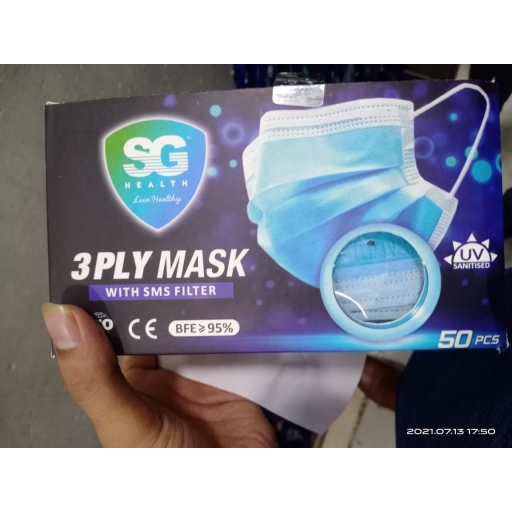 SG™
HEALTH
Live Healthy
3 PLY MASK
WITH SMS FILTER
CE
BFE ≥ 95%
UV
SANITISED
50 PCS
2021.07.13 17:50